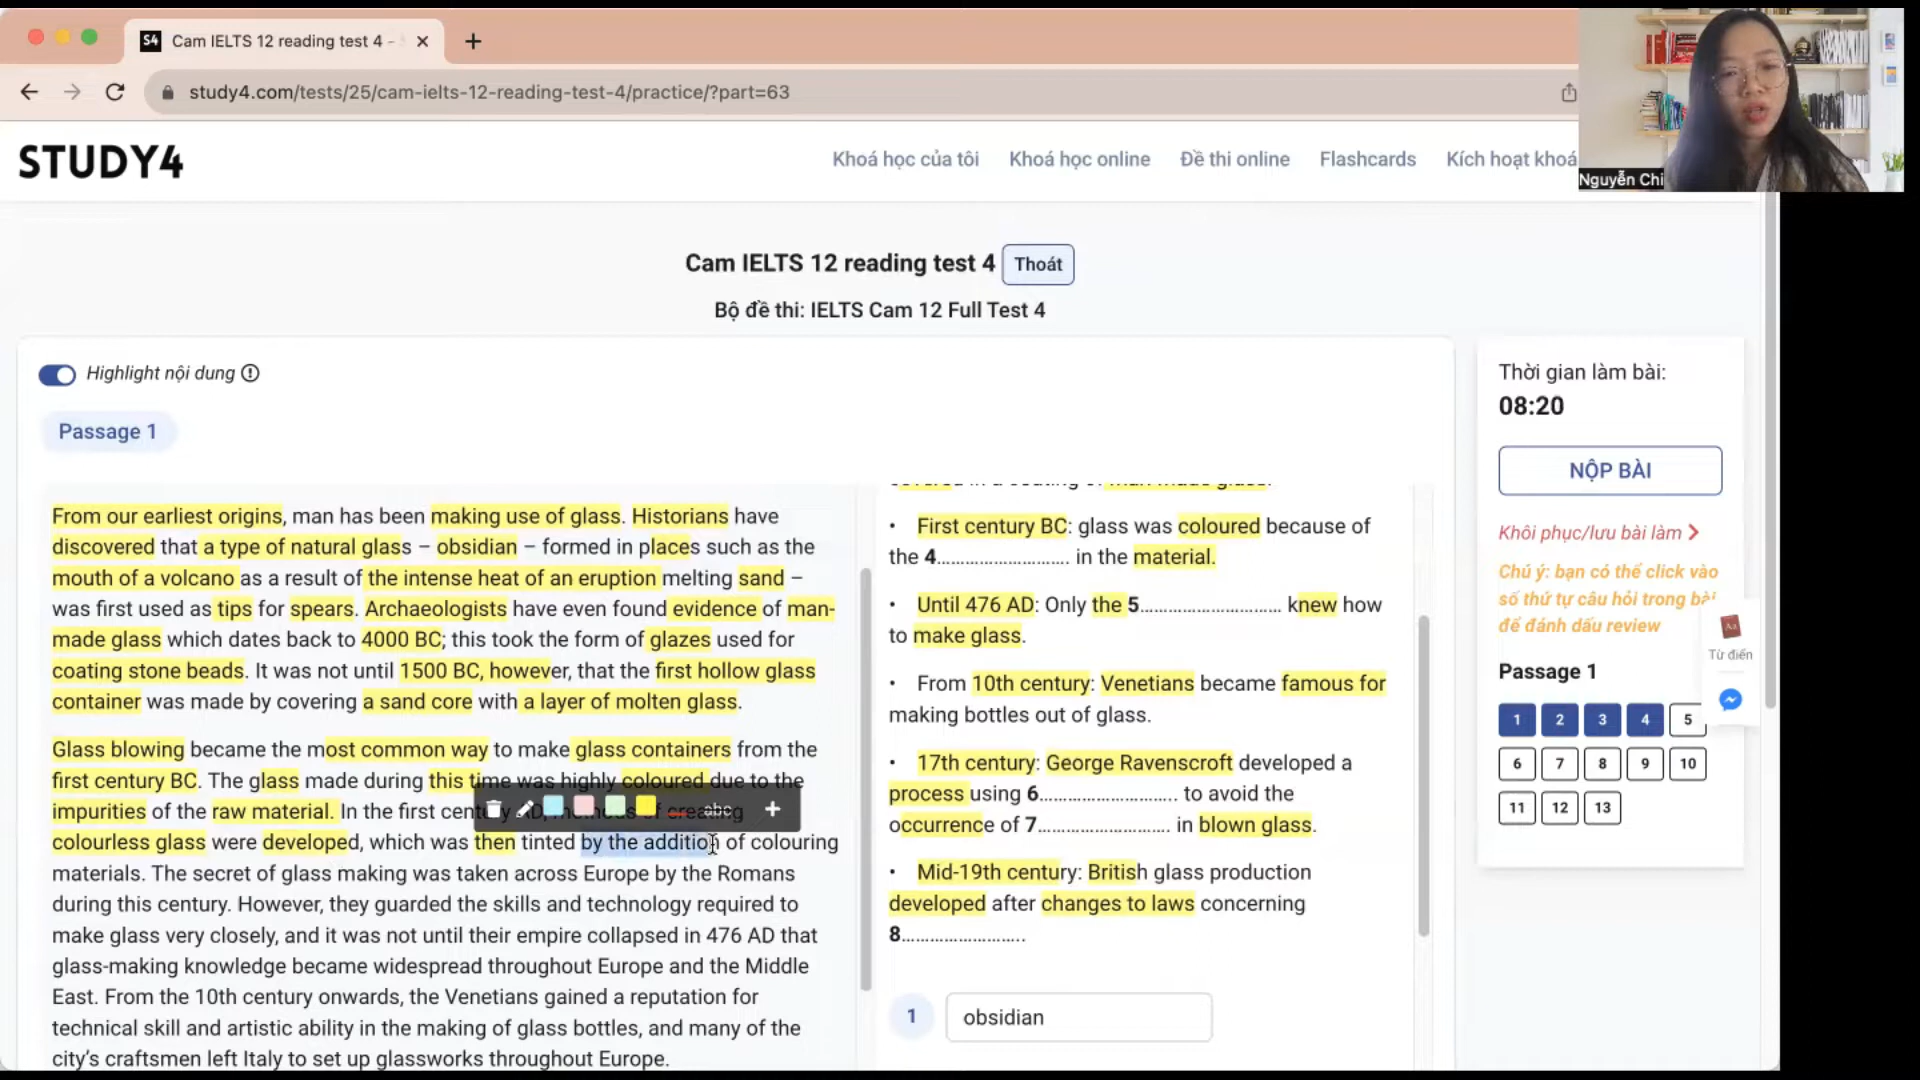 S4 Cam IELTS 12 reading test 4 -
study4.com/tests/25/cam-ielts-12-reading-test-4/practice/?part=63
STUDY4
Khoá học của tôi
Khoá học online
Đề thi online
Flashcards
Kích hoạt khoá
Nguyễn Chi
Cam IELTS 12 reading test 4
Thoát
Bộ đề thi: IELTS Cam 12 Full Test 4
Highlight nội dung
Passage 1
From our earliest origins, man has been making use of glass. Historians have
discovered that a type of natural glass – obsidian – formed in places such as the
mouth of a volcano as a result of the intense heat of an eruption melting sand –
was first used as tips for spears. Archaeologists have even found evidence of man-
made glass which dates back to 4000 BC; this took the form of glazes used for
coating stone beads. It was not until 1500 BC, however, that the first hollow glass
container was made by covering a sand core with a layer of molten glass.
Glass blowing became the most common way to make glass containers from the
first century BC. The glass made during this time was highly coloured due to the
impurities of the raw material. In the first century AD, methods of creating
colourless glass were developed, which was then tinted by the addition of colouring
materials. The secret of glass making was taken across Europe by the Romans
during this century. However, they guarded the skills and technology required to
make glass very closely, and it was not until their empire collapsed in 476 AD that
glass-making knowledge became widespread throughout Europe and the Middle
East. From the 10th century onwards, the Venetians gained a reputation for
technical skill and artistic ability in the making of glass bottles, and many of the
city's craftsmen left Italy to set up glassworks throughout Europe.
abc
• First century BC: glass was coloured because of
the 4........................... in the material.
• Until 476 AD: Only the 5............................. knew how
to make glass.
• From 10th century: Venetians became famous for
making bottles out of glass.
• 17th century: George Ravenscroft developed a
process using 6............................ to avoid the
occurrence of 7........................... in blown glass.
• Mid-19th century: British glass production
developed after changes to laws concerning
8.........................
1 obsidian
Thời gian làm bài:
08:20
NỘP BÀI
Khôi phục/lưu bài làm
Chú ý: bạn có thể click vào
số thứ tự câu hỏi trong bài
để đánh dấu review
Aa
Từ điển
Passage 1
1 2 3 4 5
6 7 8 9 10
11 12 13